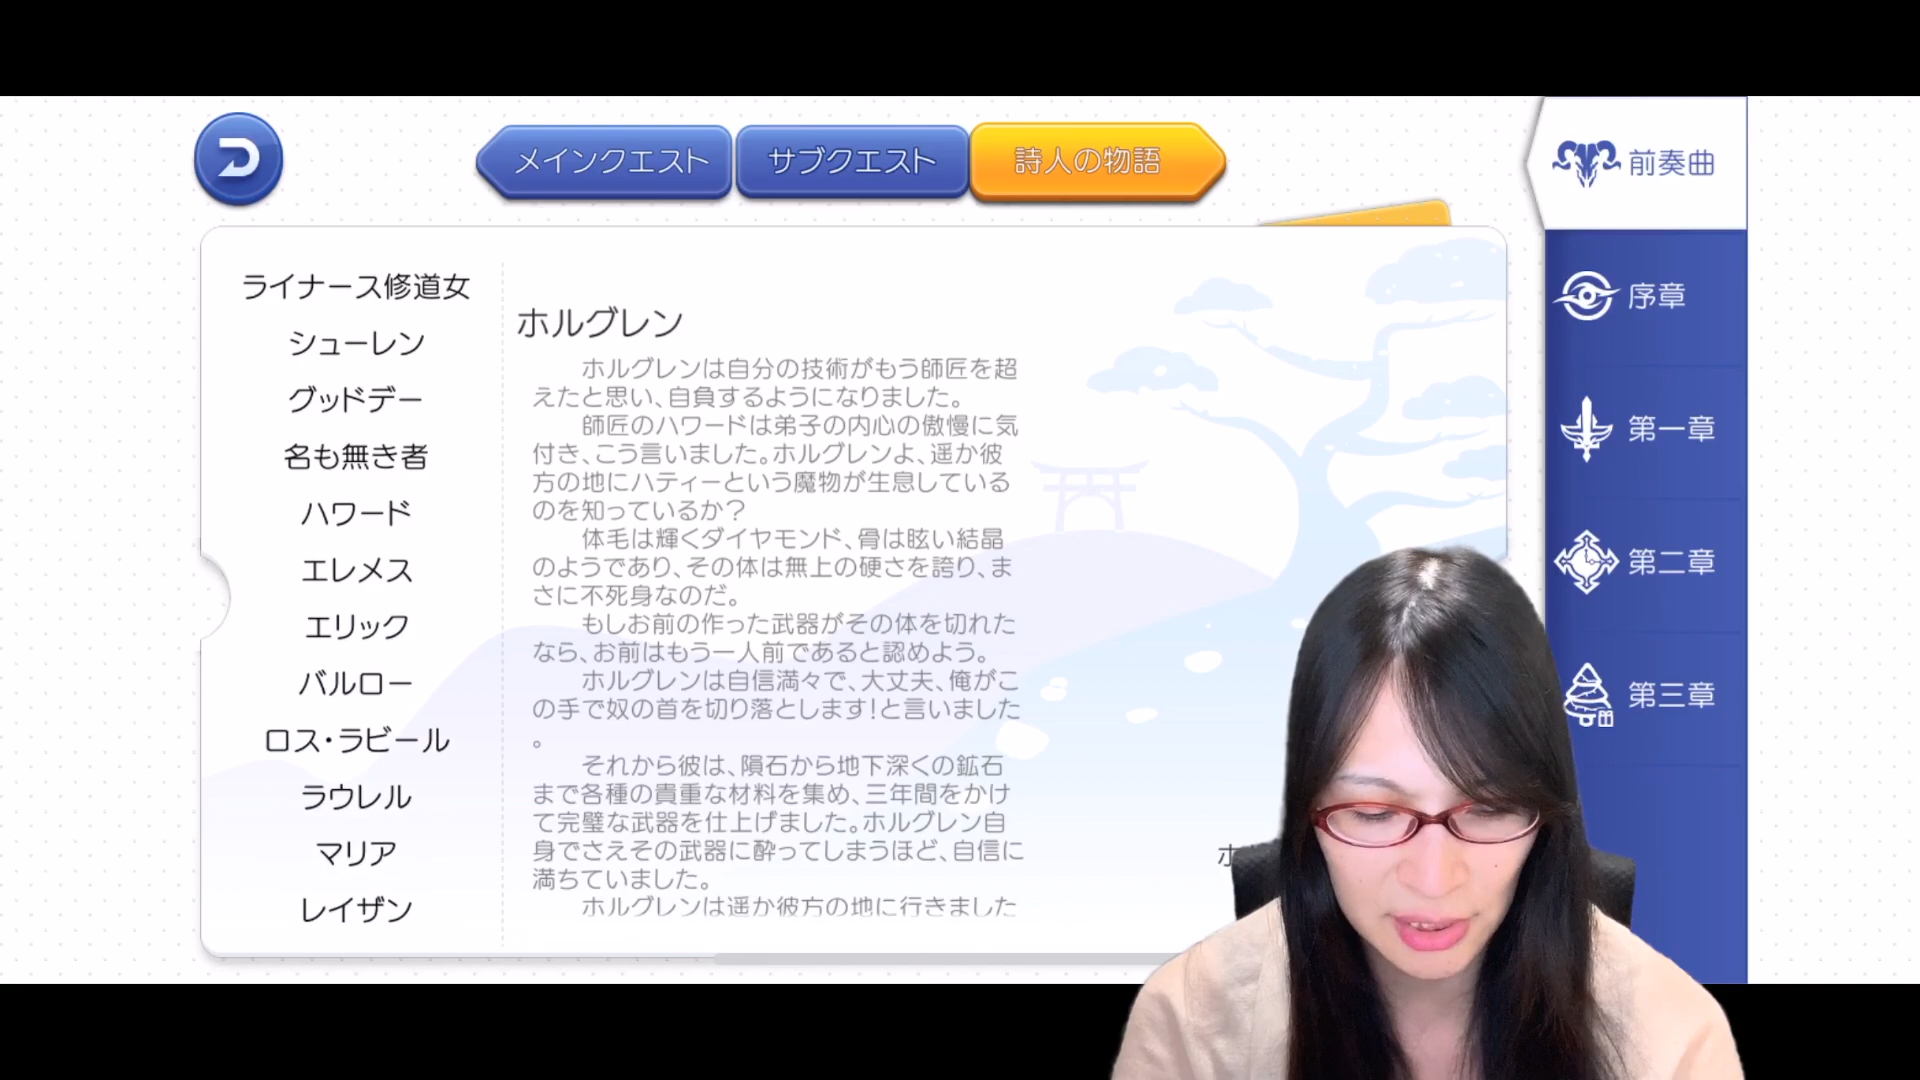 メインクエスト
サブクエスト
詩人の物語
前奏曲
序章
第一章
第二章
第三章
ライナース修道女
シューレン
グッドデー
名も無き者
ハワード
エレメス
エリック
バルロー
ロス・ラビール
ラウレル
マリア
レイザン
ホルグレン
ホルグレンは自分の技術がもう師匠を超
えたと思い、自負するようになりました。
師匠のハワードは弟子の内心の傲慢に気
付き、こう言いました。ホルグレンよ、遥か彼
方の地にハティーという魔物が生息している
のを知っているか？
体毛は輝くダイヤモンド、骨は眩い結晶
のようであり、その体は無上の硬さを誇り、ま
さに不死身なのだ。
もしお前の作った武器がその体を切れた
なら、お前はもう一人前であると認めよう。
ホルグレンは自信満々で、大丈夫、俺がこ
の手で奴の首を切り落とします！と言いました
。
それから彼は、隕石から地下深くの鉱石
まで各種の貴重な材料を集め、三年間をかけ
て完璧な武器を仕上げました。ホルグレン自
身でさえその武器に酔ってしまうほど、自信に
満ちていました。
ホルグレンは遥か彼方の地に行きました